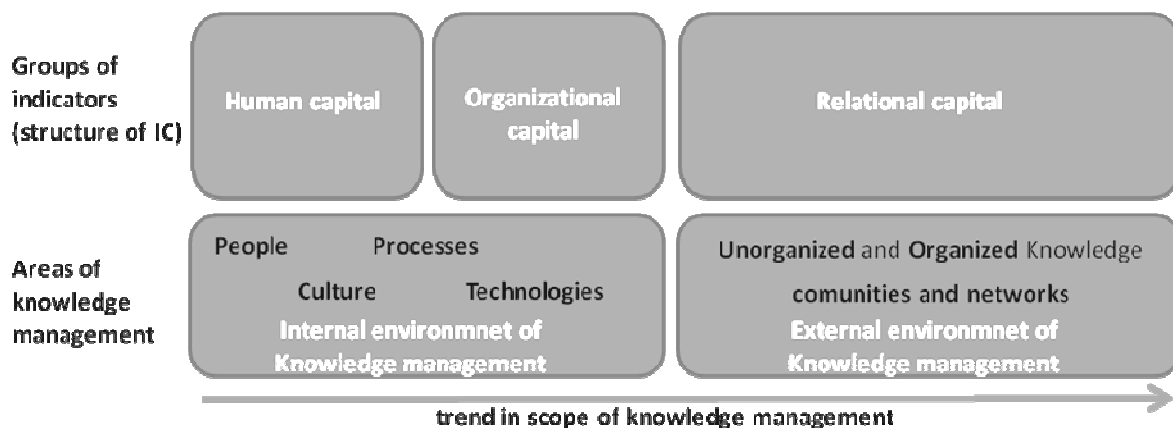 Groups of
indicators
(structure of IC)
Human capital
Organizational
capital
Relational capital
Areas of
knowledge
management
People Processes
Culture Technologies
Internal environmnet of
Knowledge management
Unorganized and Organized Knowledge
comunities and networks
External environmnet of
Knowledge management
trend in scope of knowledge management